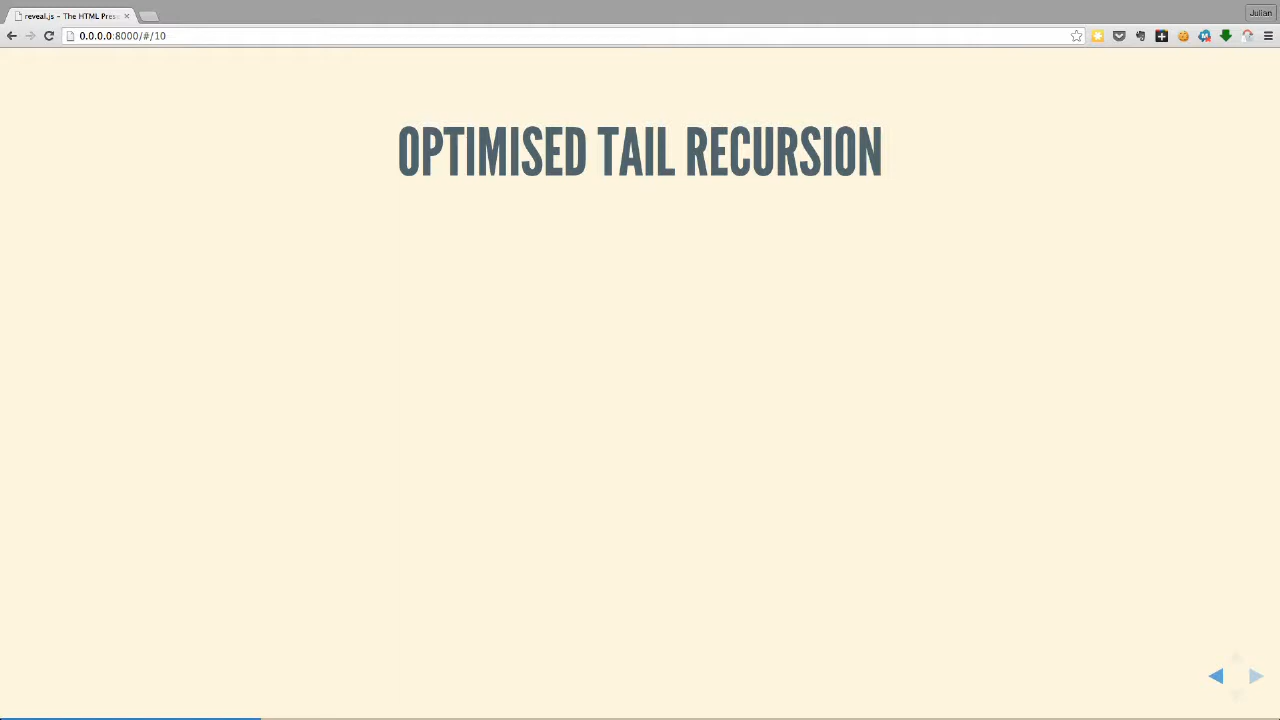 reveal.js – The HTML Pres
Julian
0.0.0.0:8000/#/10
OPTIMISED TAIL RECURSION